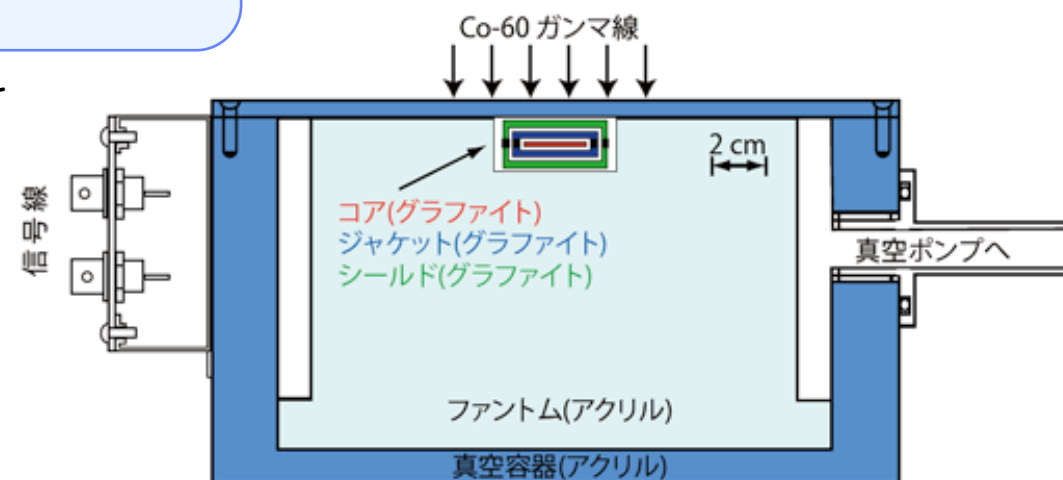 Co-60 ガンマ線
2 cm
コア(グラファイト)
ジャケット(グラファイト)
シールド(グラファイト)
信号線
真空ポンプへ
ファントム(アクリル)
真空容器(アクリル)